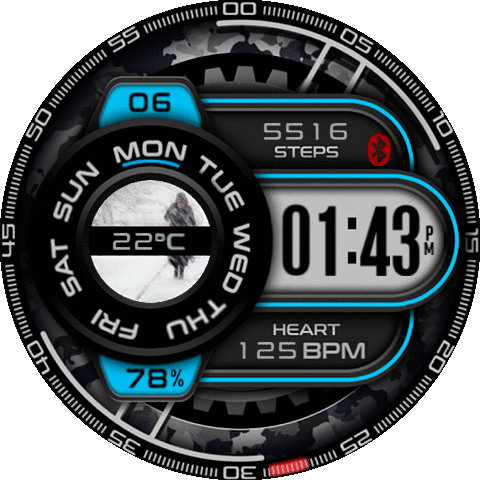 00
05
10
15
25
30
35
40
45
50
55
06
SUN
MON
TUE
WED
THU
FRI
SAT
22°C
78%
5516
STEPS
01:43
PM
HEART
125 BPM